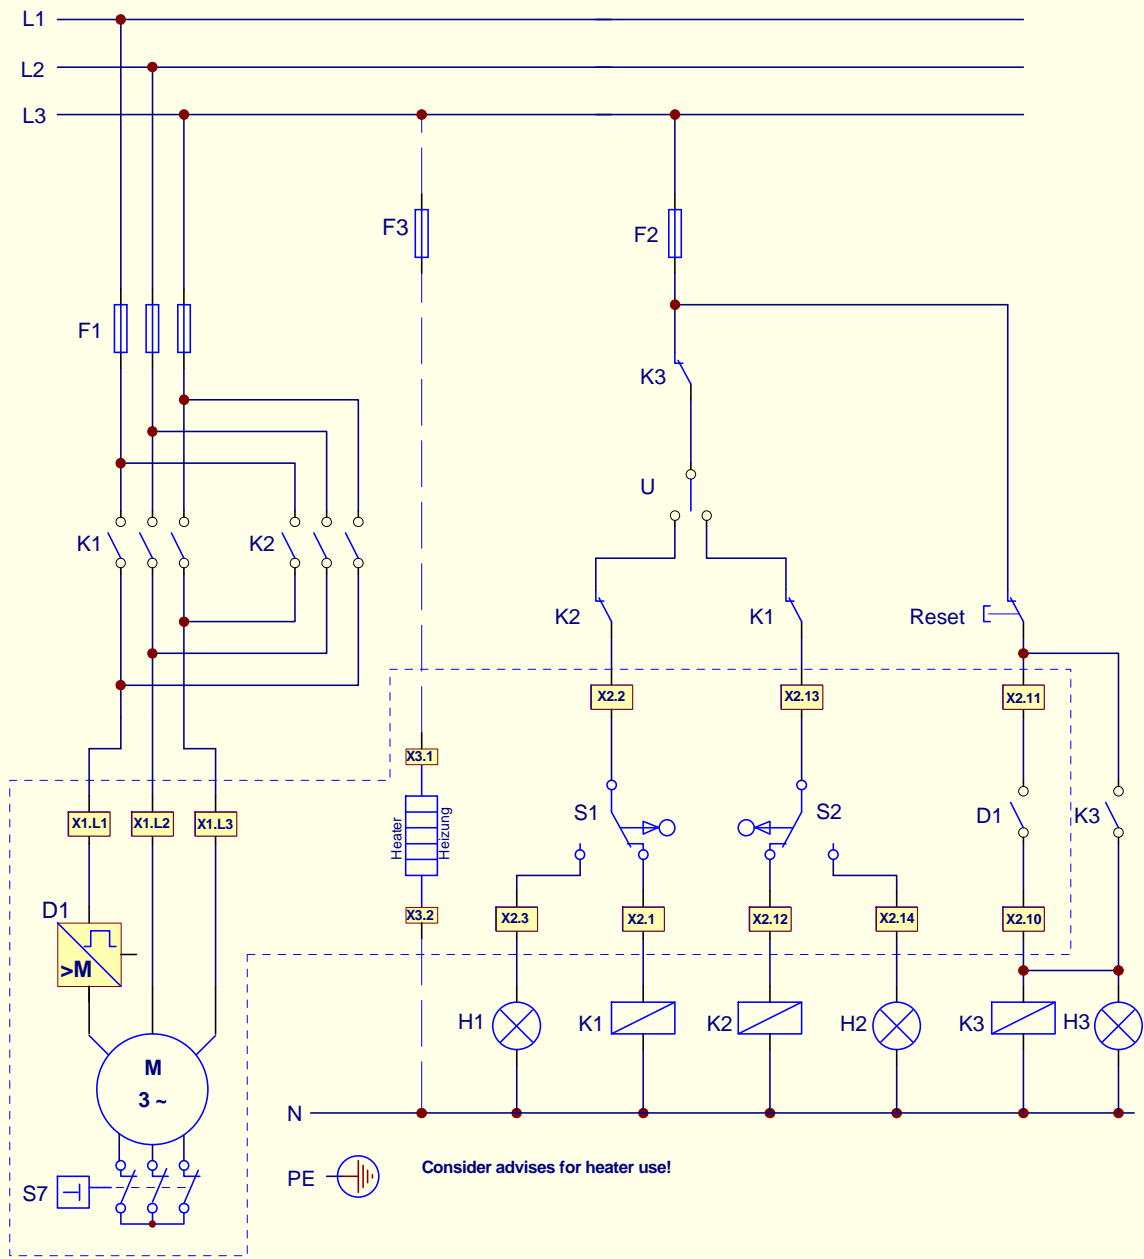 L1
L2
L3
F3
F2
F1
K3
U
K1
K2
K2
K1
Reset
X2.2
X2.13
X2.11
X3.1
X1.L1
X1.L2
X1.L3
Heater
Heizung
S1
S2
D1
K3
D1
>M
X3.2
X2.3
X2.1
X2.12
X2.14
X2.10
H1
K1
K2
H2
K3
H3
M
3 ~
N
PE
Consider advises for heater use!
S7